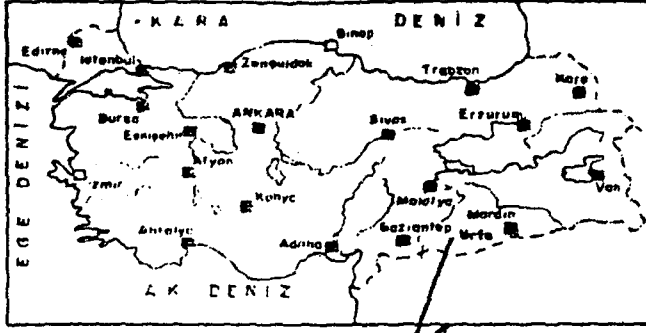 KARA DENİZ
Sinop
Edirne
İstanbul
Zonguldak
Trabzon
Kars
Bursa
ANKARA
Sivas
Erzurum
Eskişehir
Afyon
İzmir
Konya
Malatya
Van
Antalya
Adana
Gaziantep
Mardin
Urfa
EGE DENİZİ
AK DENİZ